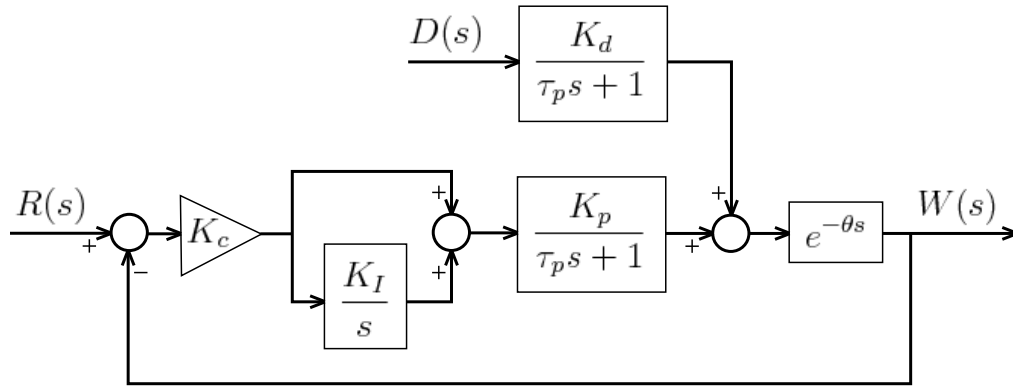 D(s)
K_d
τ_p s + 1
+
R(s)
+
−
K_c
+
+
K_I
s
K_p
τ_p s + 1
+
e^{−θs}
W(s)